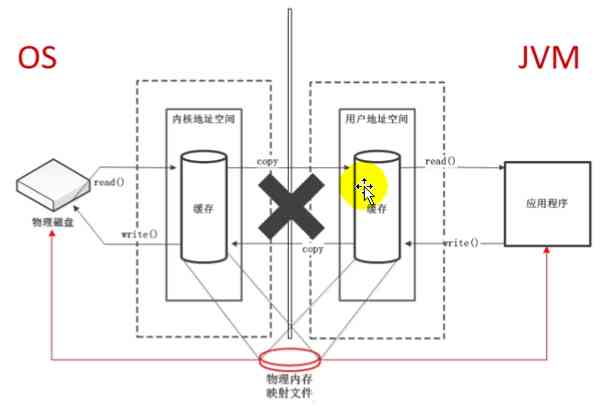 OS
JVM
内核地址空间
用户地址空间
copy
read()
read()
缓存
缓存
应用程序
物理磁盘
write()
copy
write()
物理内存
映射文件